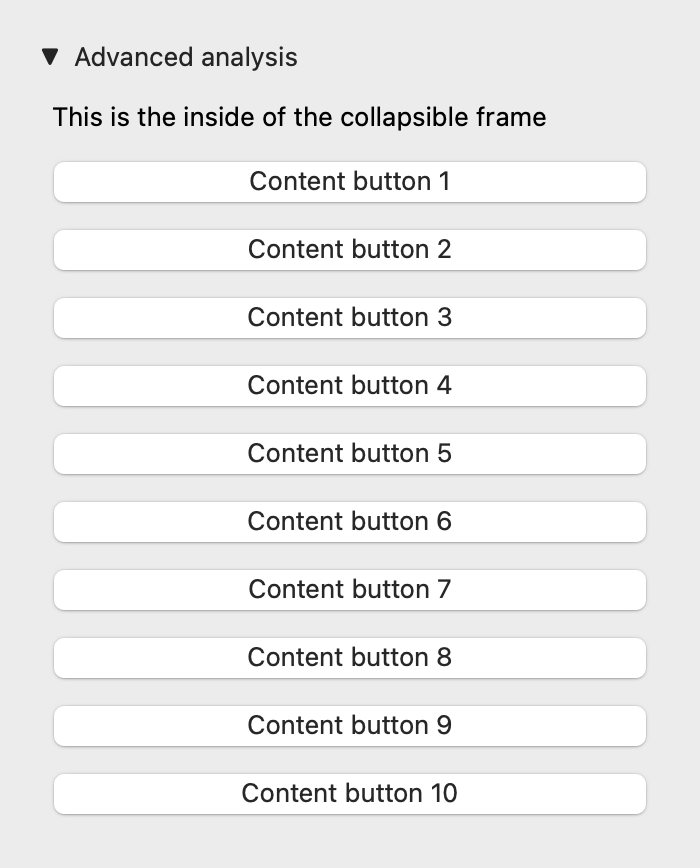 Advanced analysis
This is the inside of the collapsible frame
Content button 1
Content button 2
Content button 3
Content button 4
Content button 5
Content button 6
Content button 7
Content button 8
Content button 9
Content button 10